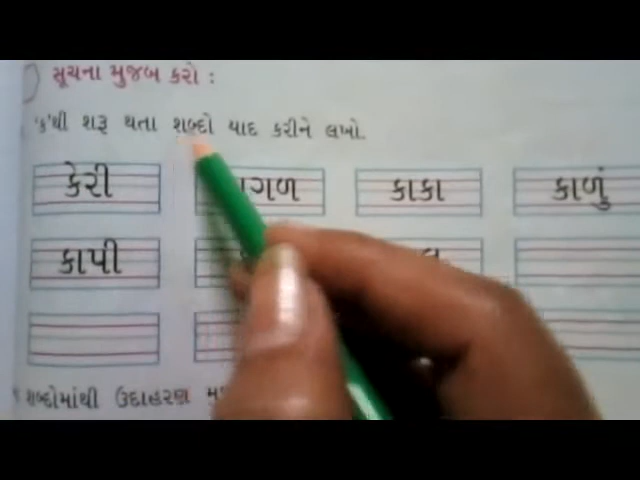 સૂચના મુજબ કરો :
'ક'થી શરૂ થતા શબ્દો યાદ કરીને લખો.
કેરી ગળ કાકા કાળું
કાપી
શબ્દોમાંથી ઉદાહરણ